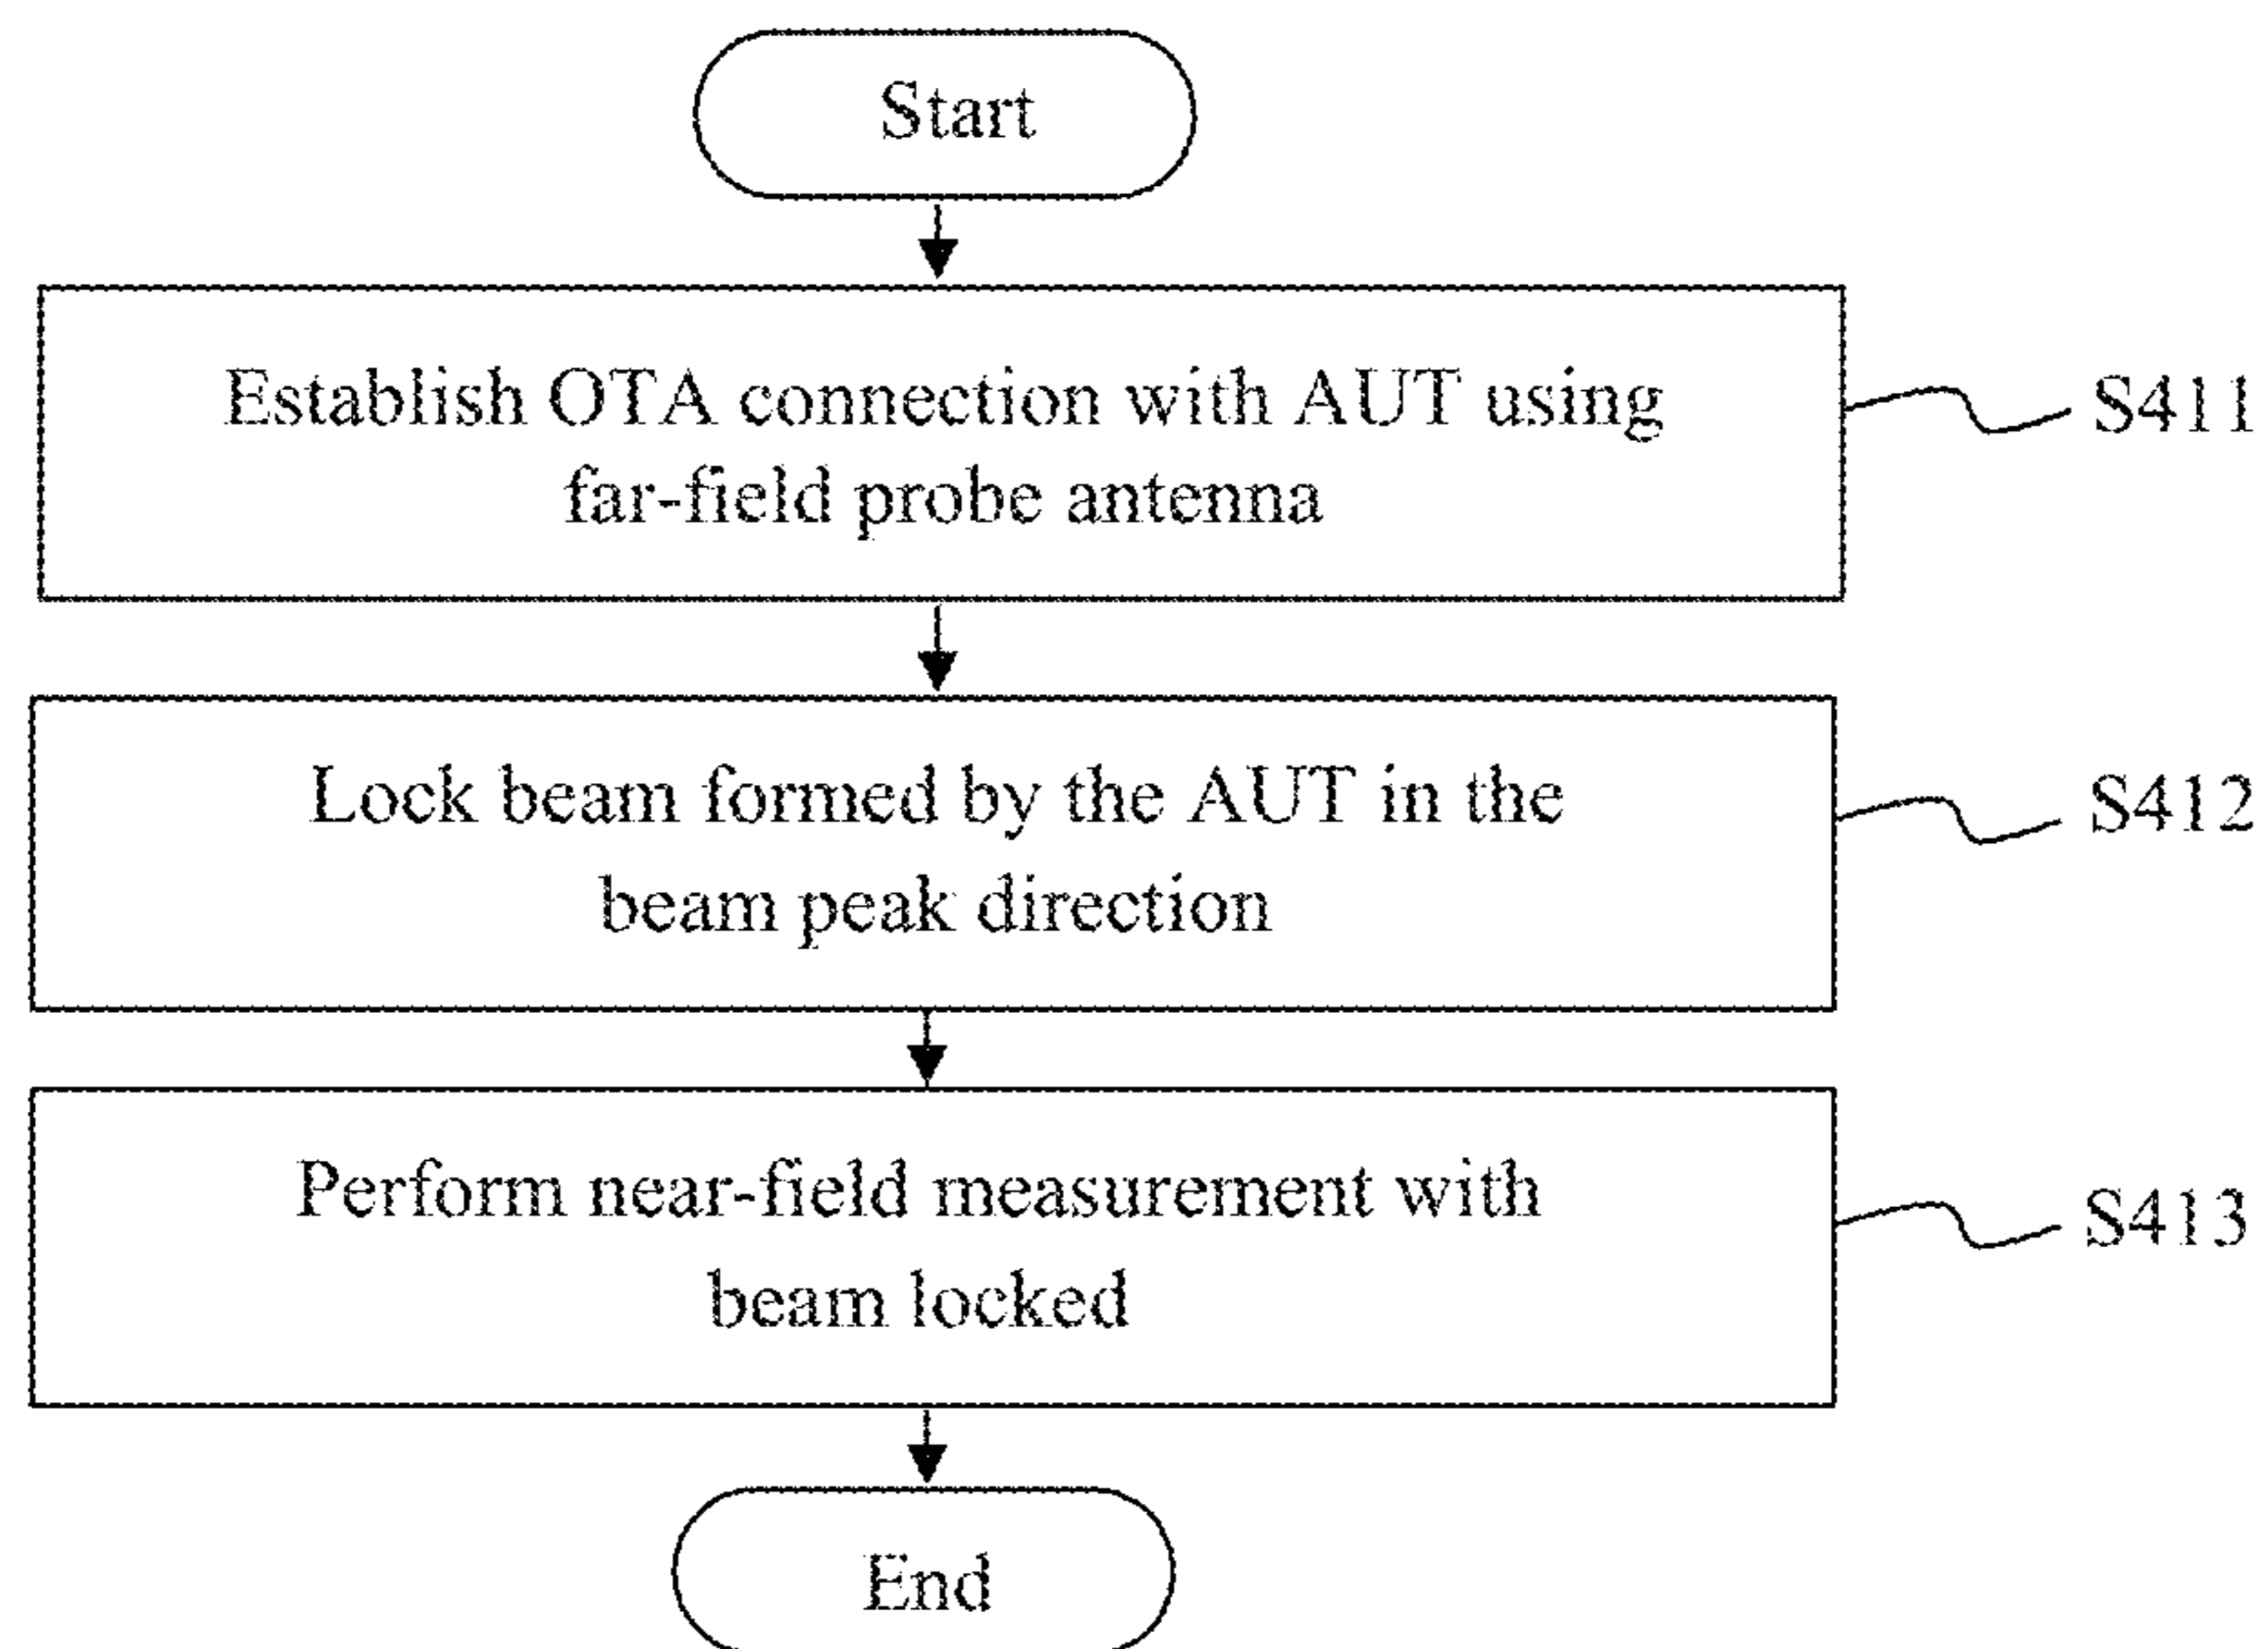 Start
Establish OTA connection with AUT using
far-field probe antenna
S411
Lock beam formed by the AUT in the
beam peak direction
S412
Perform near-field measurement with
beam locked
S413
End